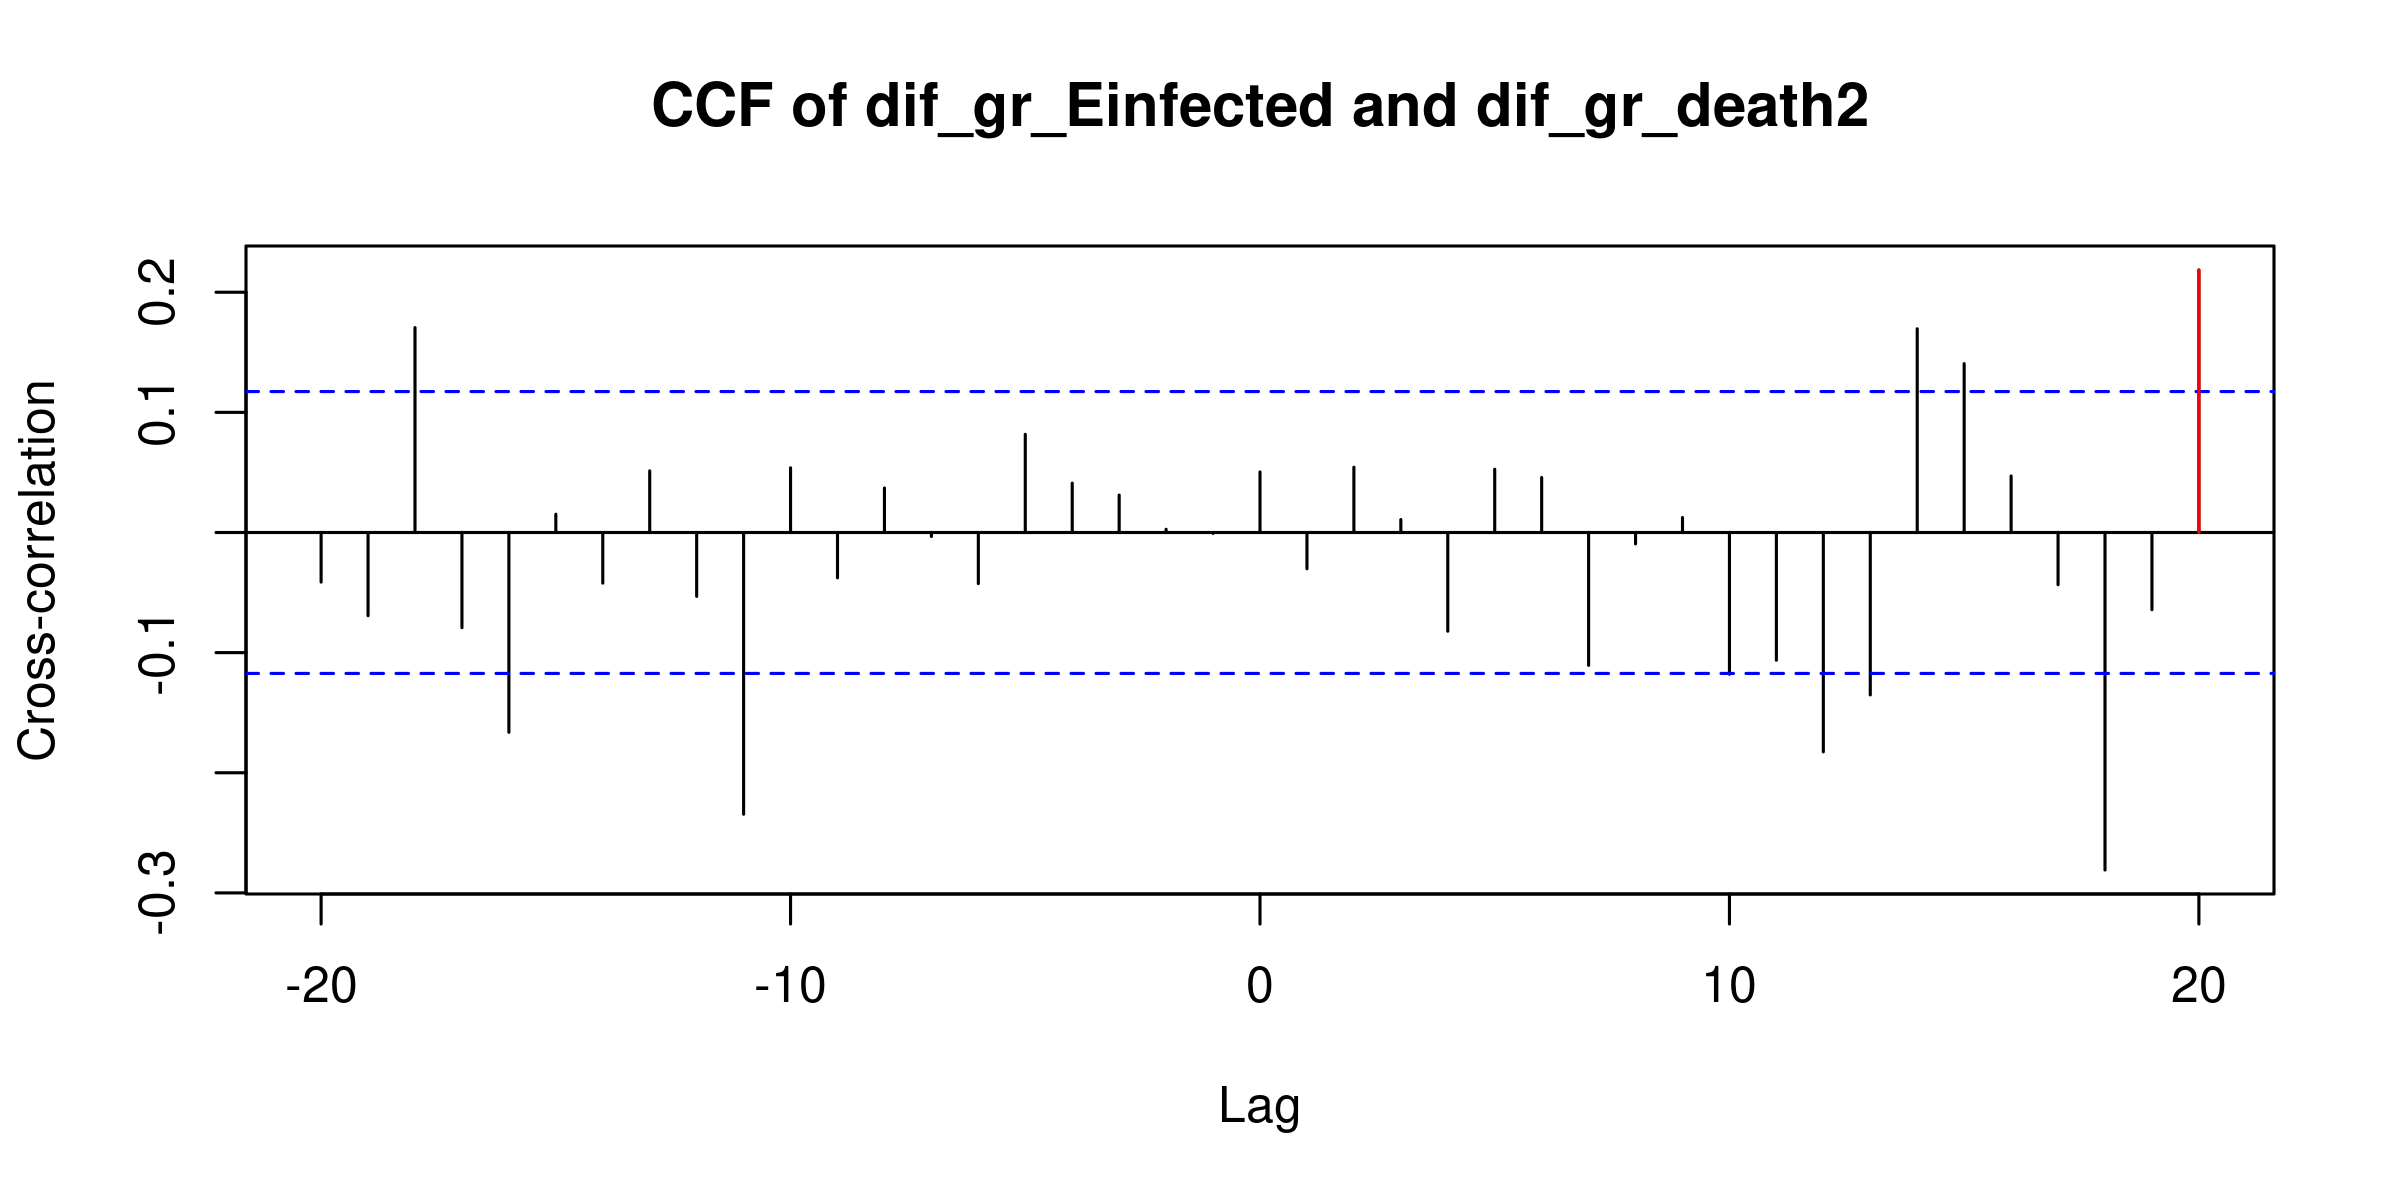 CCF of dif_gr_Einfected and dif_gr_death2
Cross-correlation
0.2
0.1
-0.1
-0.3
-20 -10 0 10 20
Lag